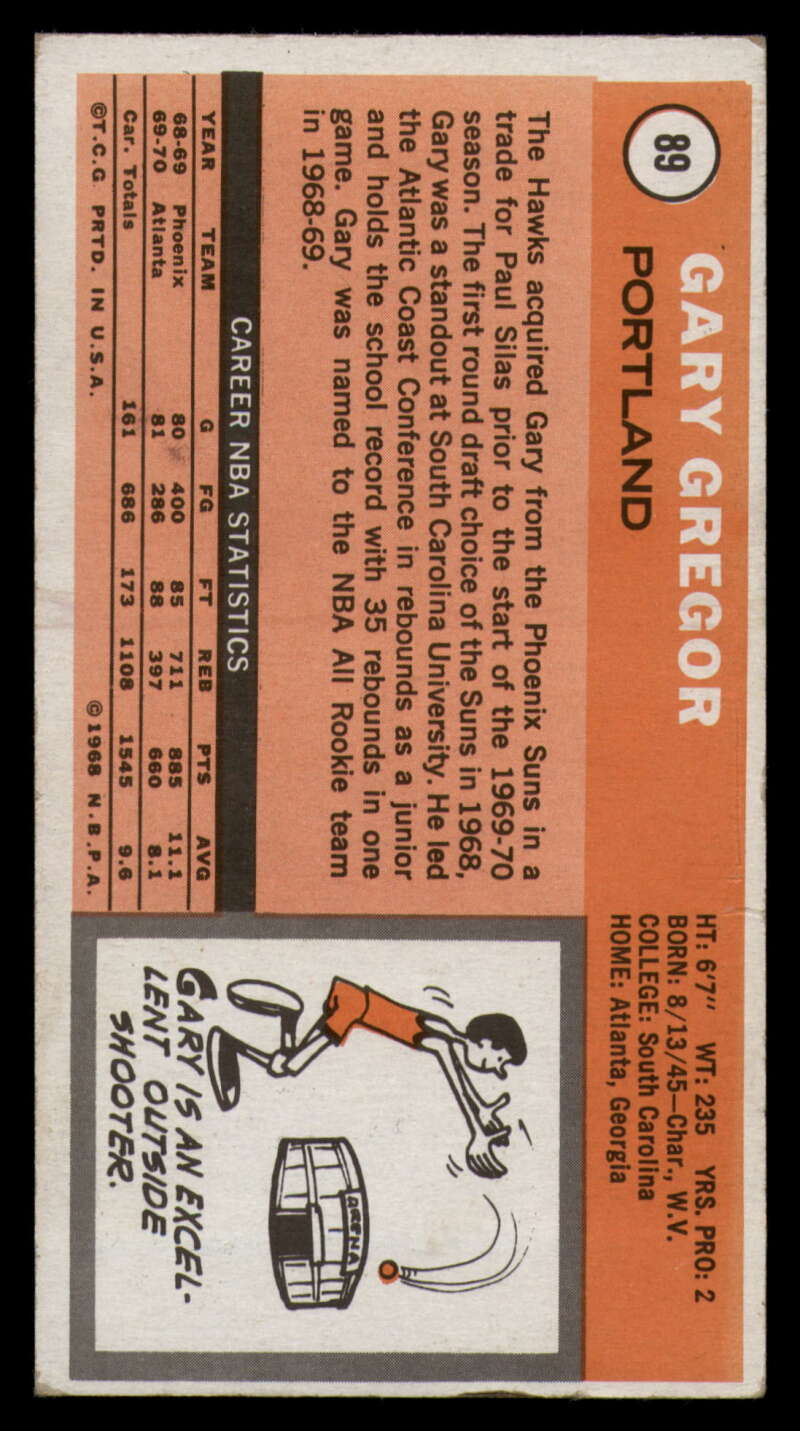 89
GARY GREGOR
PORTLAND
HT: 6'7" WT: 235 YRS. PRO: 2
BORN: 8/13/45—Char., W.V.
COLLEGE: South Carolina
HOME: Atlanta, Georgia
The Hawks acquired Gary from the Phoenix Suns in a
trade for Paul Silas prior to the start of the 1969-70
season. The first round draft choice of the Suns in 1968,
Gary was a standout at South Carolina University. He led
the Atlantic Coast Conference in rebounds as a junior
and holds the school record with 35 rebounds in one
game. Gary was named to the NBA All Rookie team
in 1968-69.
CAREER NBA STATISTICS
YEAR TEAM G FG FT REB PTS AVG
68-69 Phoenix 80 400 85 711 885 11.1
69-70 Atlanta 81 286 88 397 660 8.1
Car. Totals 161 686 173 1108 1545 9.6
©T.C.G. PRTD. IN U.S.A. ©1968 N.B.P.A.
ARENA
GARY IS AN EXCEL-
LENT OUTSIDE
SHOOTER.